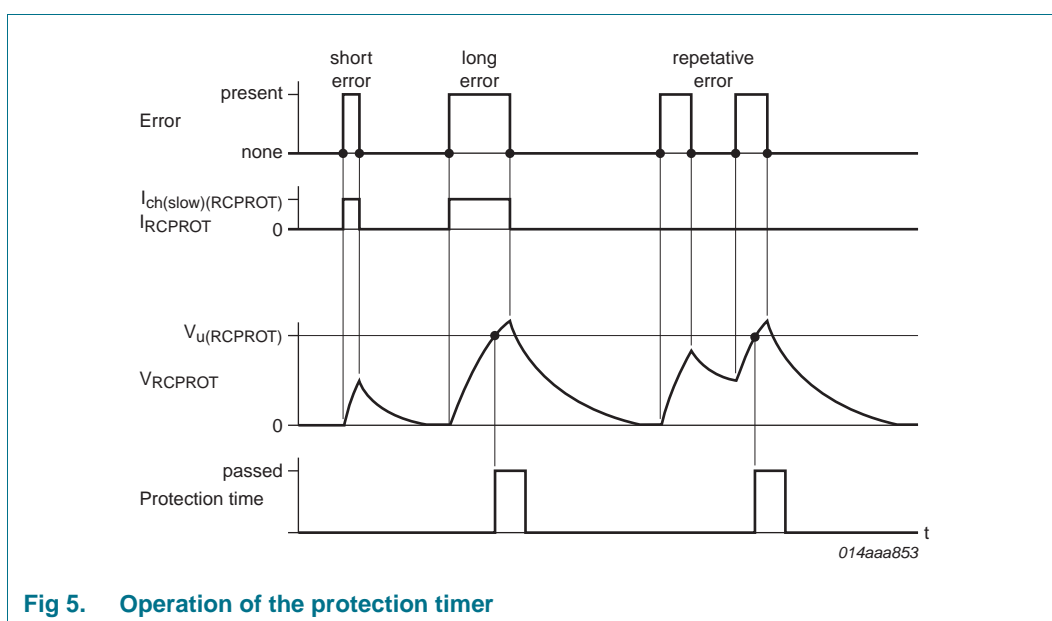 short
error
long
error
repetative
error
present
Error
none
Ich(slow)(RCPROT)
IRCPROT
0
Vu(RCPROT)
VRCPROT
0
passed
Protection time
t
014aaa853
Fig 5. Operation of the protection timer